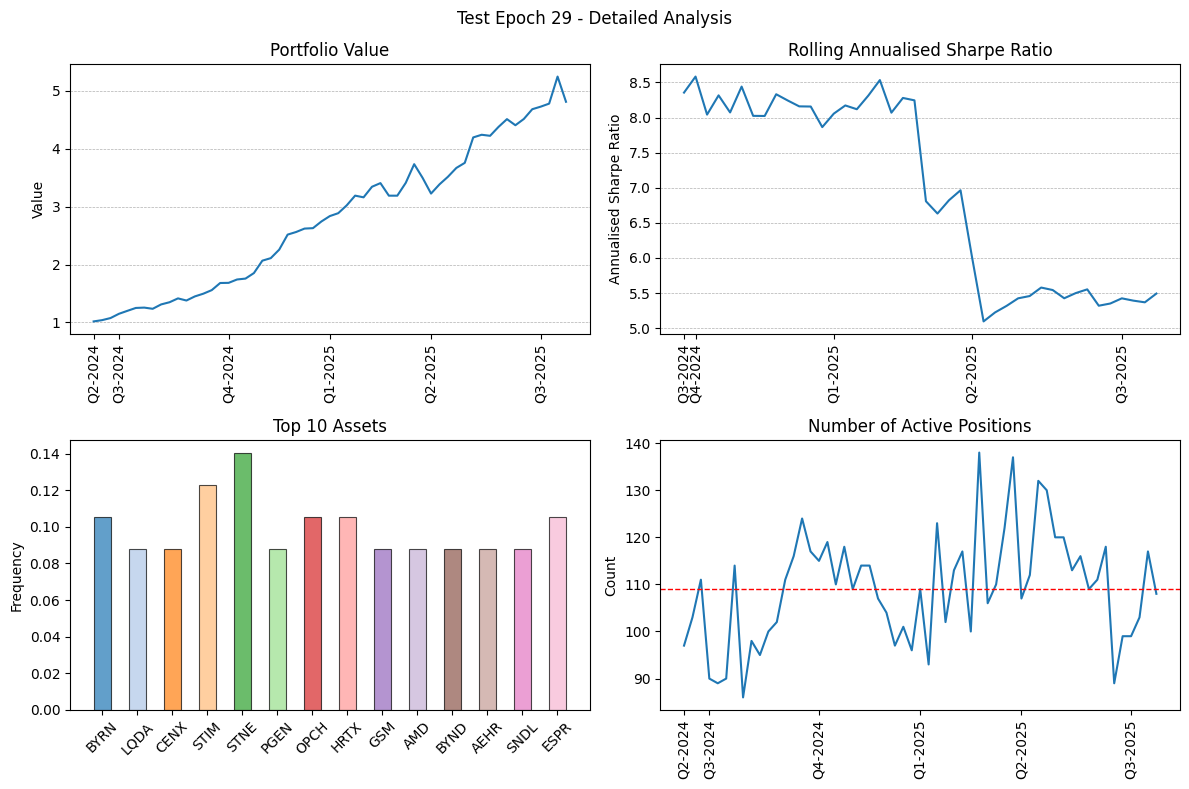 Test Epoch 29 - Detailed Analysis
Portfolio Value
Value
5
4
3
2
1
Q2-2024
Q3-2024
Q4-2024
Q1-2025
Q2-2025
Q3-2025
Rolling Annualised Sharpe Ratio
Annualised Sharpe Ratio
8.5
8.0
7.5
7.0
6.5
6.0
5.5
5.0
Q3-2024
Q4-2024
Q1-2025
Q2-2025
Q3-2025
Top 10 Assets
Frequency
0.14
0.12
0.10
0.08
0.06
0.04
0.02
0.00
BYRN
LQDA
CENX
STIM
STNE
PGEN
OPCH
HRTX
GSM
AMD
BYND
AEHR
SNDL
ESPR
Number of Active Positions
Count
140
130
120
110
100
90
Q2-2024
Q3-2024
Q4-2024
Q1-2025
Q2-2025
Q3-2025